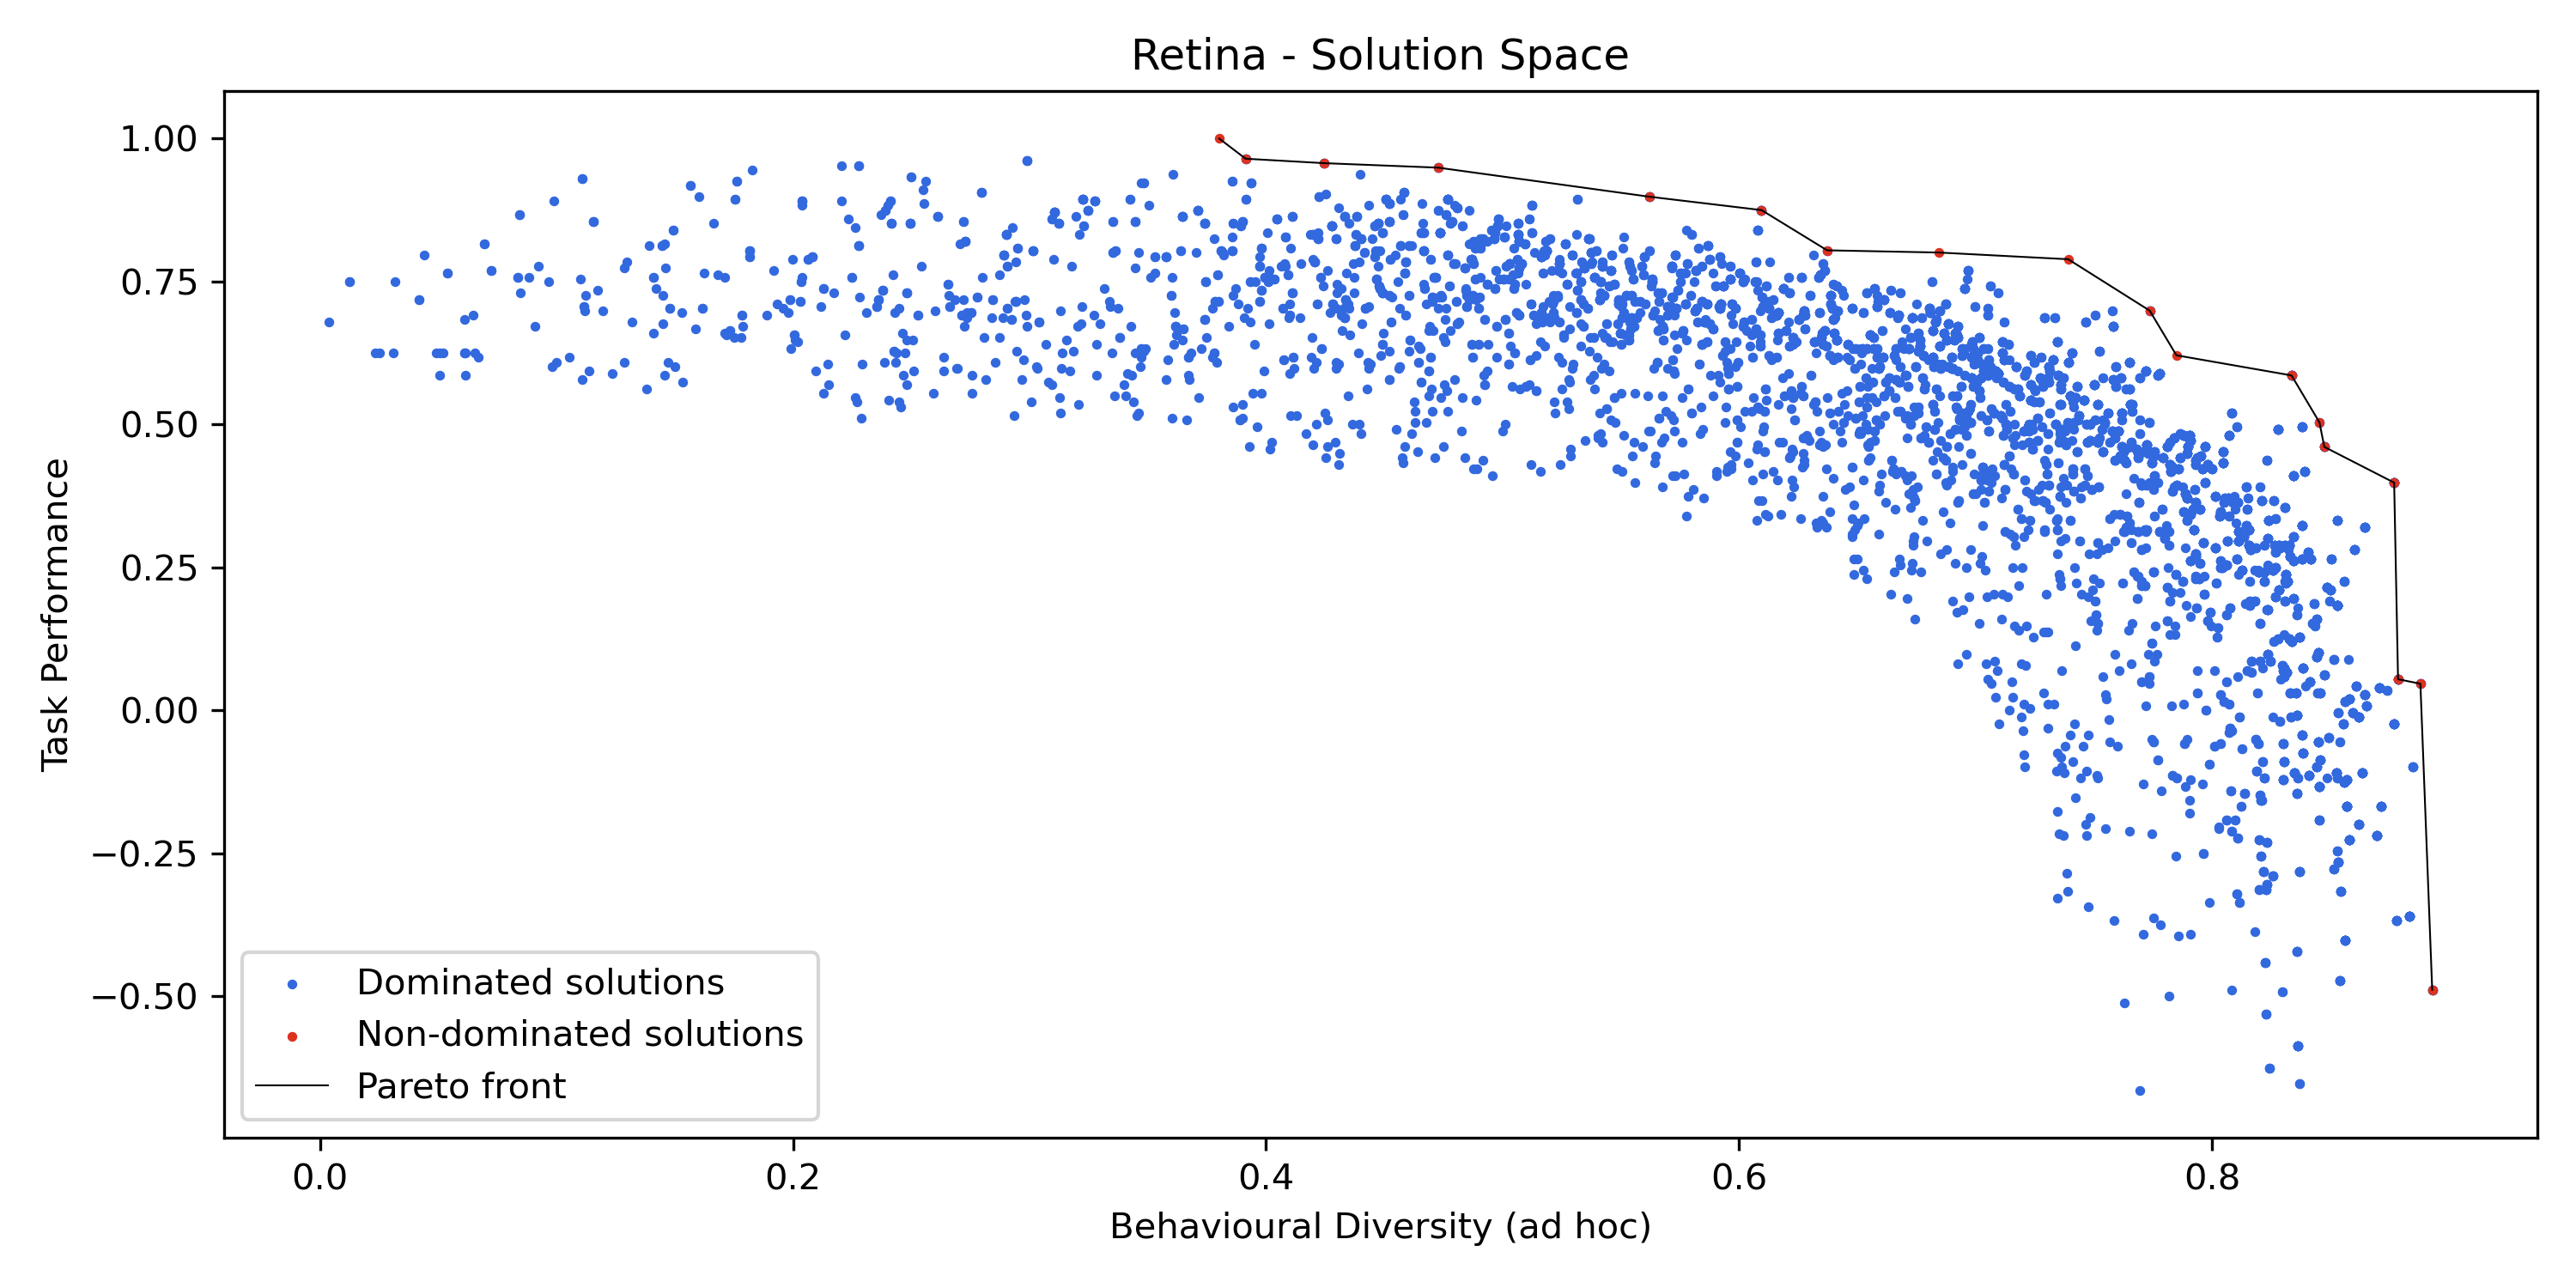 Retina - Solution Space
1.00
0.75
0.50
0.25
0.00
−0.25
−0.50
Task Performance
Dominated solutions
Non-dominated solutions
Pareto front
0.0 0.2 0.4 0.6 0.8
Behavioural Diversity (ad hoc)